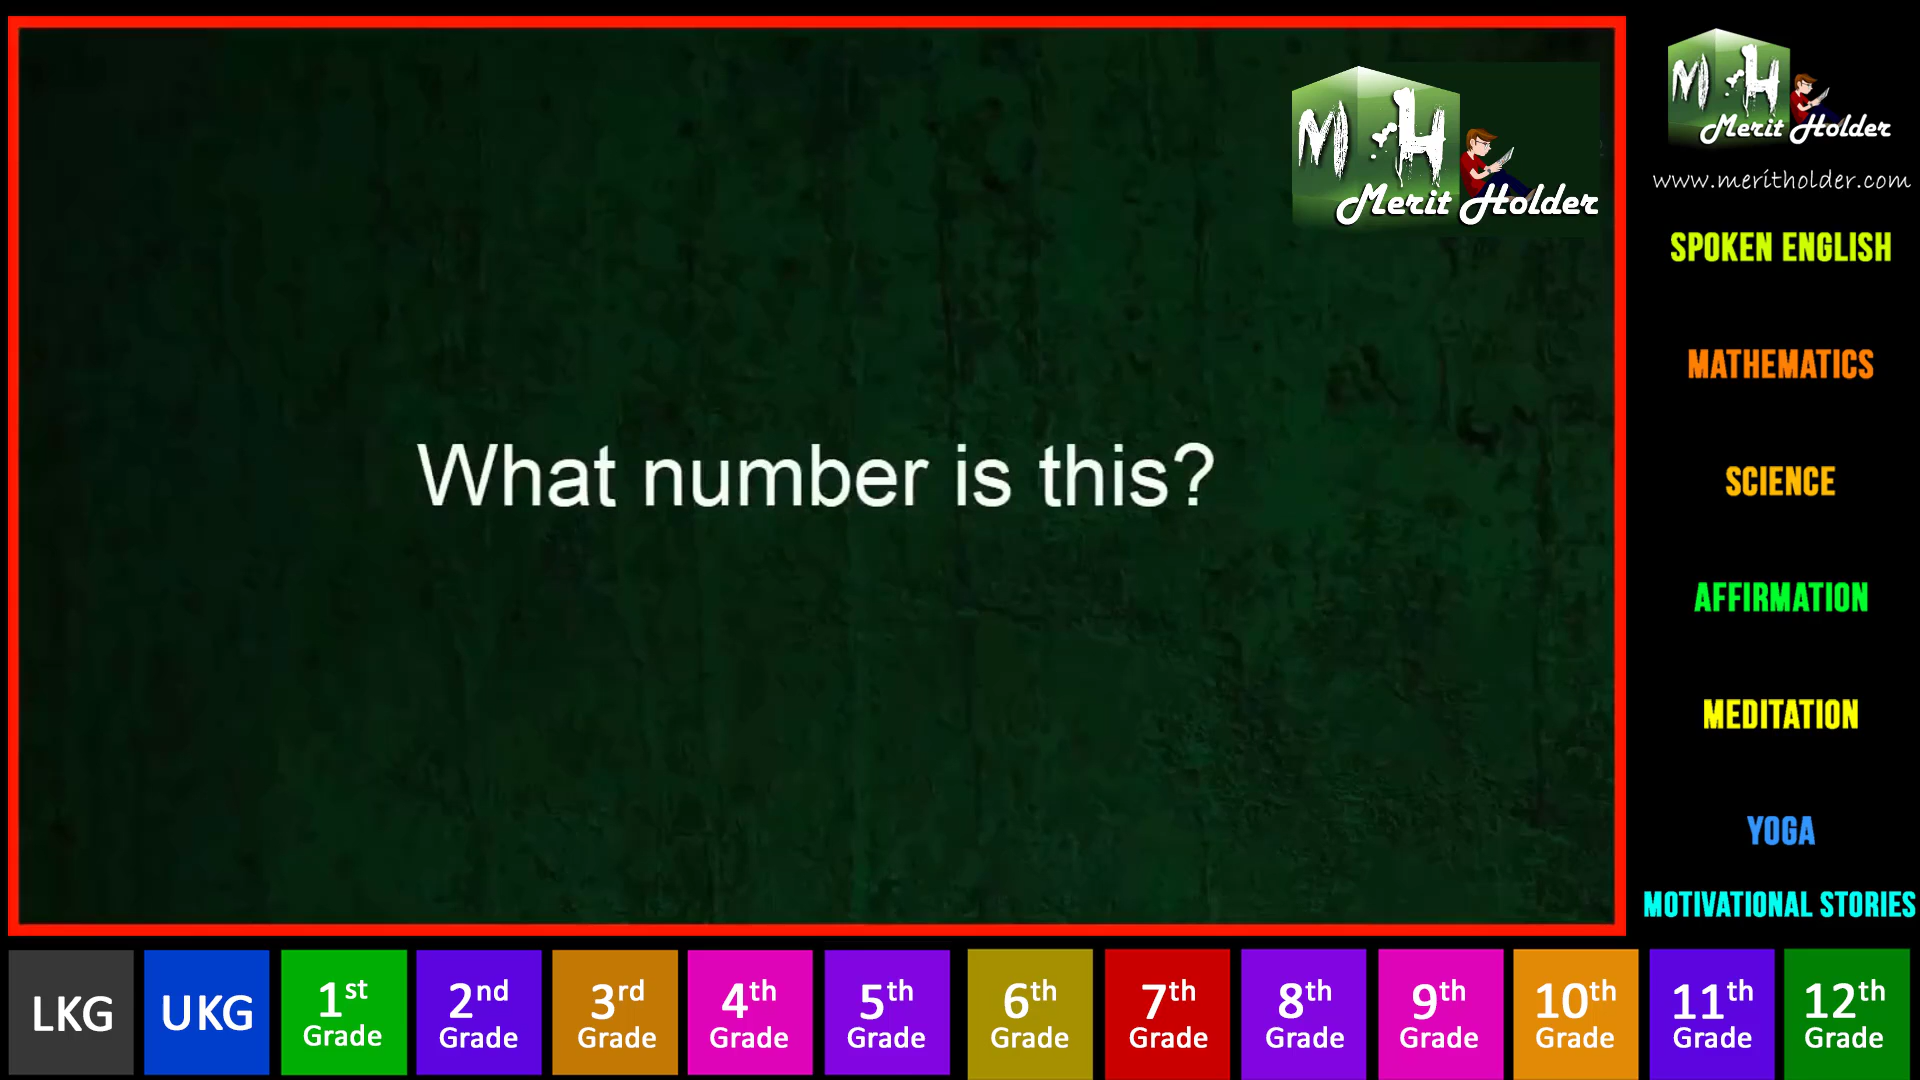 M H
Merit Holder
What number is this?
M H
Merit Holder
www.meritholder.com
SPOKEN ENGLISH
MATHEMATICS
SCIENCE
AFFIRMATION
MEDITATION
YOGA
MOTIVATIONAL STORIES
LKG
UKG
1st
Grade
2nd
Grade
3rd
Grade
4th
Grade
5th
Grade
6th
Grade
7th
Grade
8th
Grade
9th
Grade
10th
Grade
11th
Grade
12th
Grade